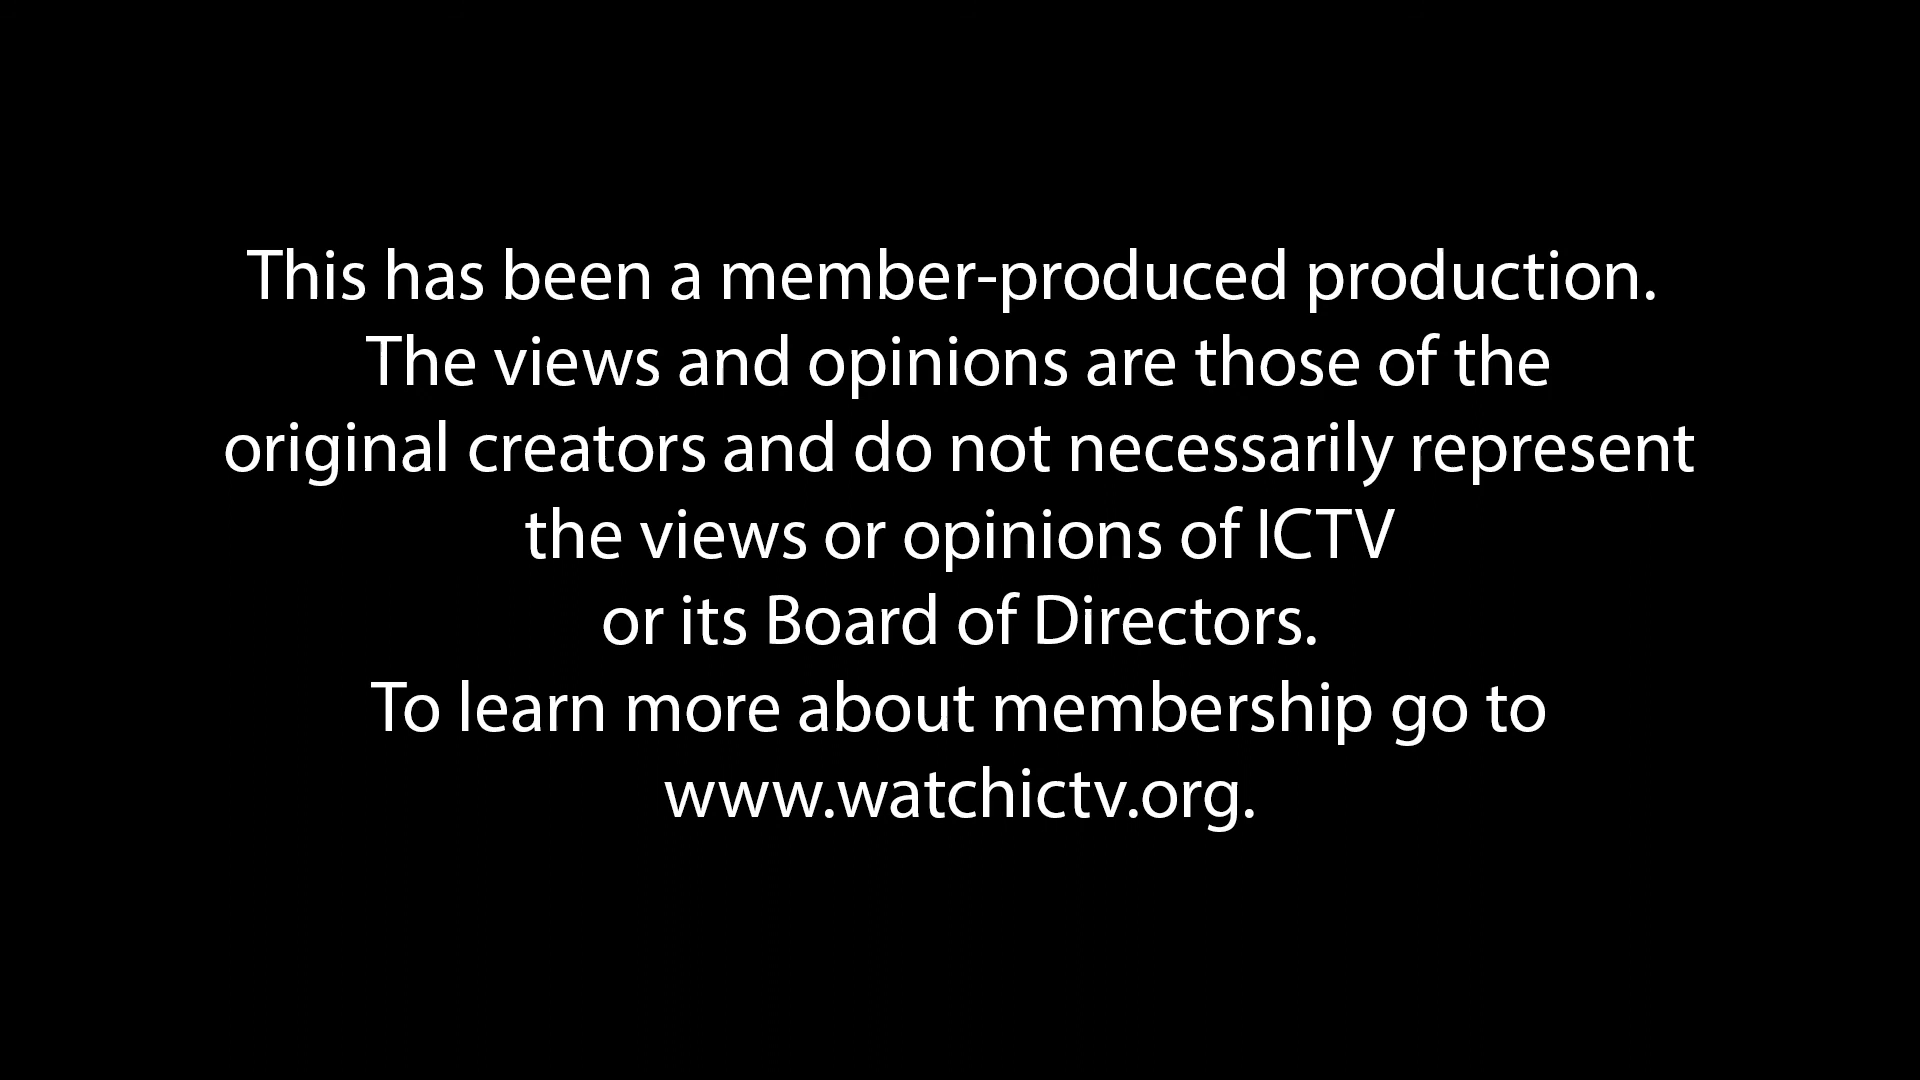 This has been a member-produced production.
The views and opinions are those of the
original creators and do not necessarily represent
the views or opinions of ICTV
or its Board of Directors.
To learn more about membership go to
www.watchictv.org.